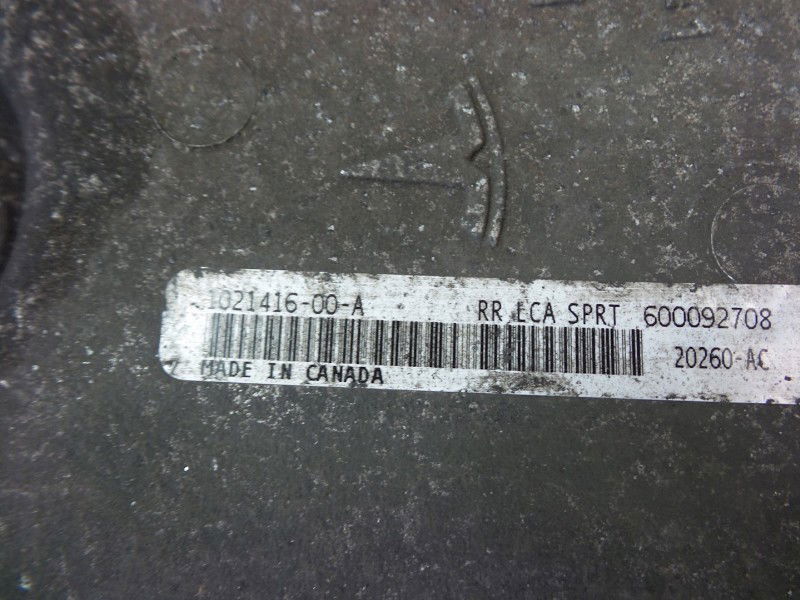 1021416-00-A RR LCA SPRT 600092708
20260-AC
MADE IN CANADA